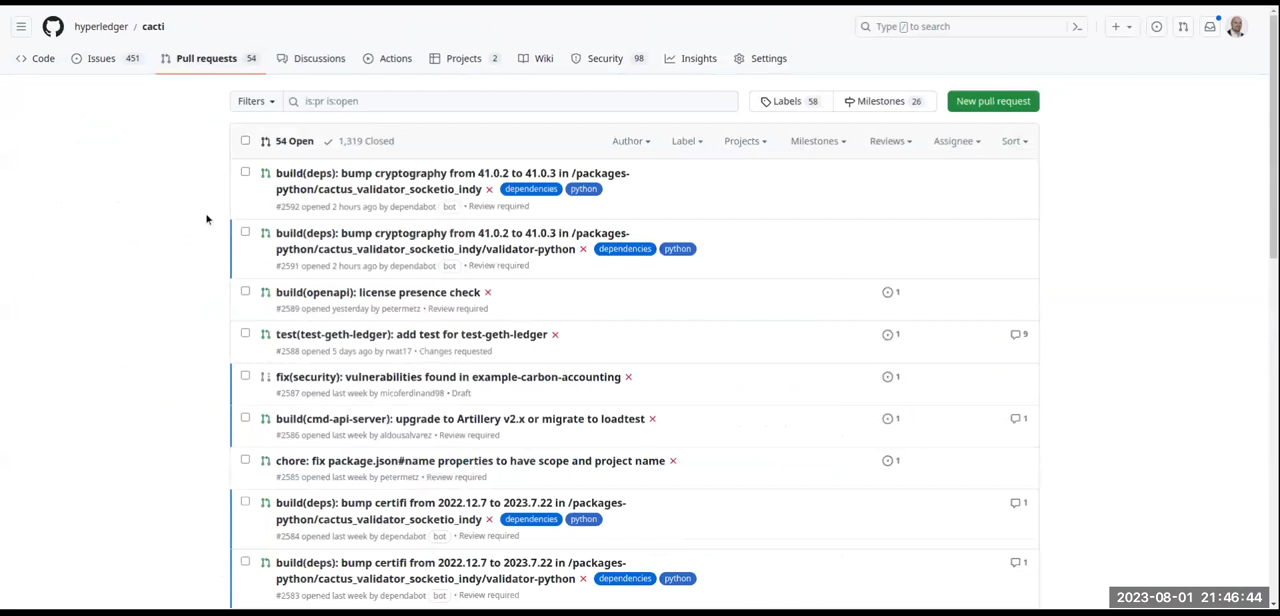 hyperledger / cacti
Type / to search
Code Issues 451 Pull requests 54 Discussions Actions Projects 2 Wiki Security 98 Insights Settings
Filters is:pr is:open Labels 58 Milestones 26 New pull request
54 Open 1,319 Closed Author Label Projects Milestones Reviews Assignee Sort
build(deps): bump cryptography from 41.0.2 to 41.0.3 in /packages-
python/cactus_validator_socketio_indy dependencies python
#2592 opened 2 hours ago by dependabot bot • Review required
build(deps): bump cryptography from 41.0.2 to 41.0.3 in /packages-
python/cactus_validator_socketio_indy/validator-python dependencies python
#2591 opened 2 hours ago by dependabot bot • Review required
build(openapi): license presence check 1
#2589 opened yesterday by petermetz • Review required
test(test-geth-ledger): add test for test-geth-ledger 1 9
#2588 opened 5 days ago by rwat17 • Changes requested
fix(security): vulnerabilities found in example-carbon-accounting 1
#2587 opened last week by micoferdinand98 • Draft
build(cmd-api-server): upgrade to Artillery v2.x or migrate to loadtest 1 1
#2586 opened last week by aldousalvarez • Review required
chore: fix package.json#name properties to have scope and project name 1
#2585 opened last week by petermetz • Review required
build(deps): bump certifi from 2022.12.7 to 2023.7.22 in /packages- 1
python/cactus_validator_socketio_indy dependencies python
#2584 opened last week by dependabot bot • Review required
build(deps): bump certifi from 2022.12.7 to 2023.7.22 in /packages- 1
python/cactus_validator_socketio_indy/validator-python dependencies python
#2583 opened last week by dependabot bot • Review required
2023-08-01 21:46:44